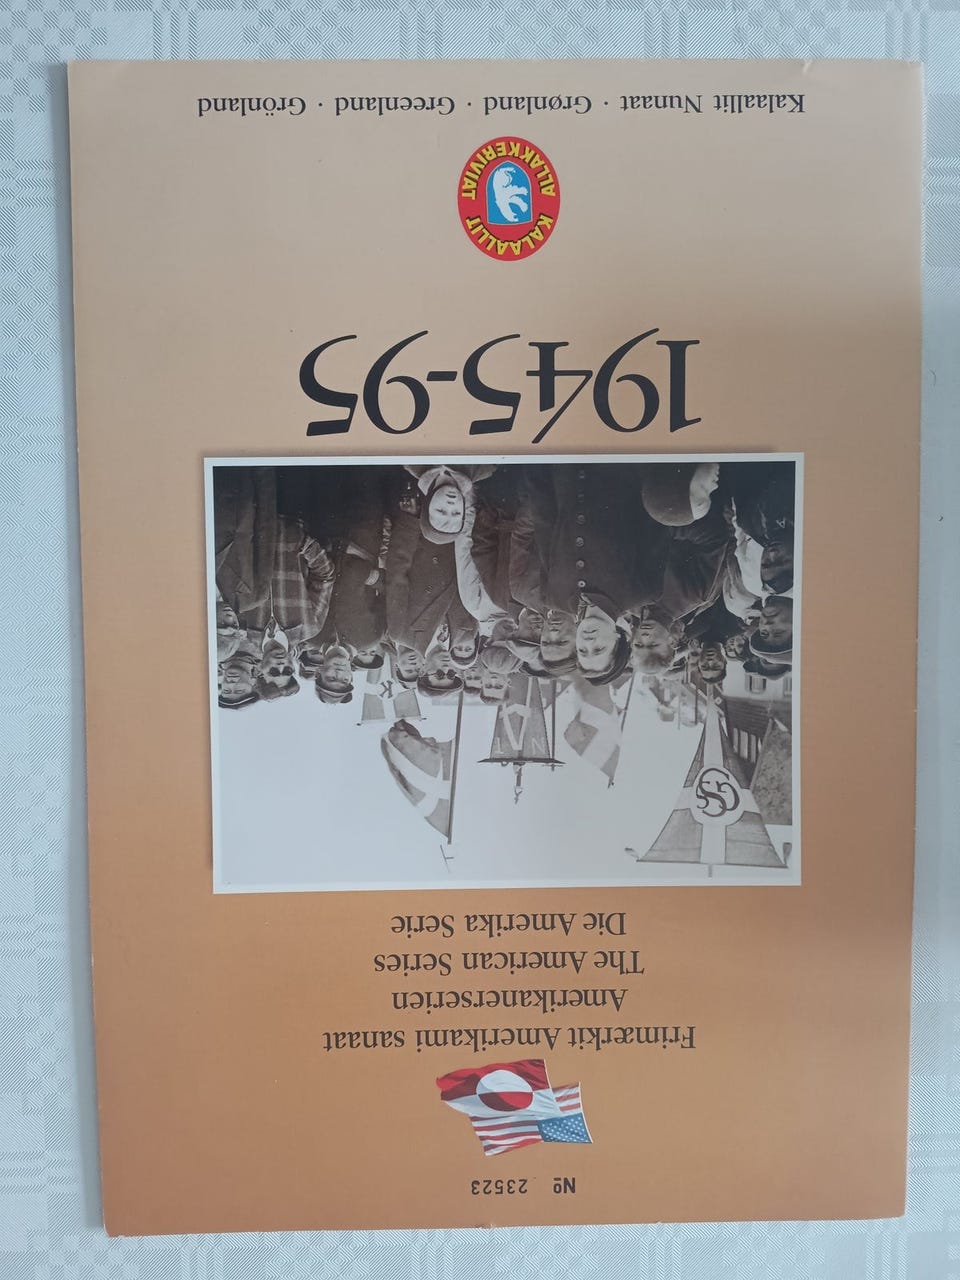 Nº 23523
Frimærkit Amerikami sanaat
Amerikanerserien
The American Series
Die Amerika Serie
1945-95
KALAALLIT
ALLAKKERIVIAT
Kalaallit Nunaat · Grønland · Greenland · Grönland